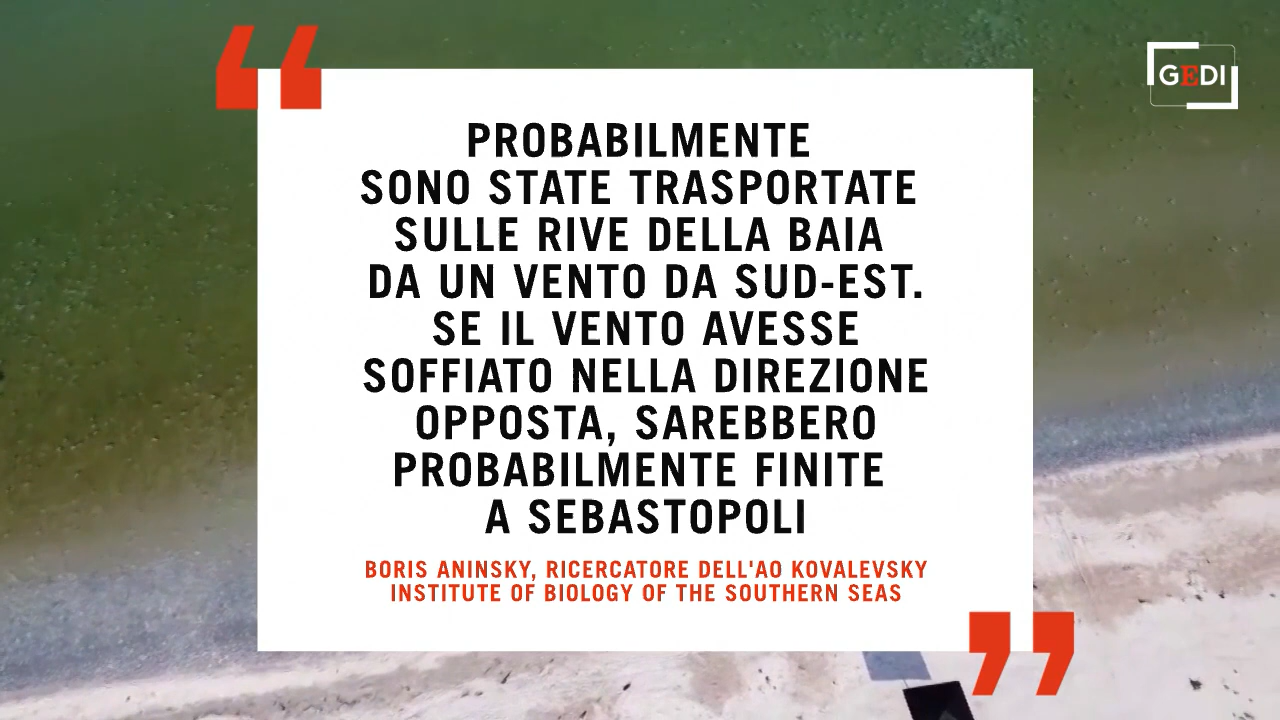 GEDI
PROBABILMENTE
SONO STATE TRASPORTATE
SULLE RIVE DELLA BAIA
DA UN VENTO DA SUD-EST.
SE IL VENTO AVESSE
SOFFIATO NELLA DIREZIONE
OPPOSTA, SAREBBERO
PROBABILMENTE FINITE
A SEBASTOPOLI
BORIS ANINSKY, RICERCATORE DELL'AO KOVALEVSKY
INSTITUTE OF BIOLOGY OF THE SOUTHERN SEAS